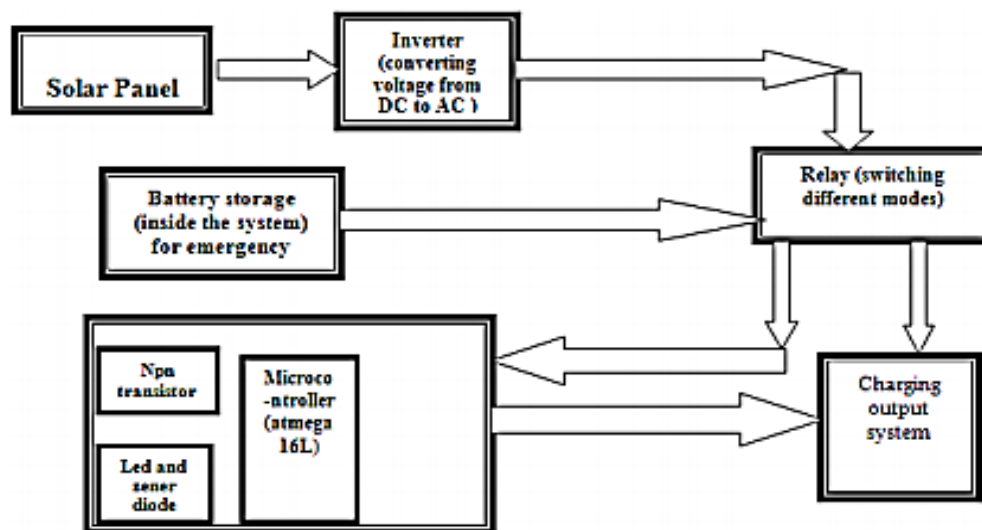 Solar Panel
Inverter
(converting
voltage from
DC to AC )
Relay (switching
different modes)
Battery storage
(inside the system)
for emergency
Npn
transistor
Microco
-ntroller
(atmega
16L)
Led and
zener
diode
Charging
output
system